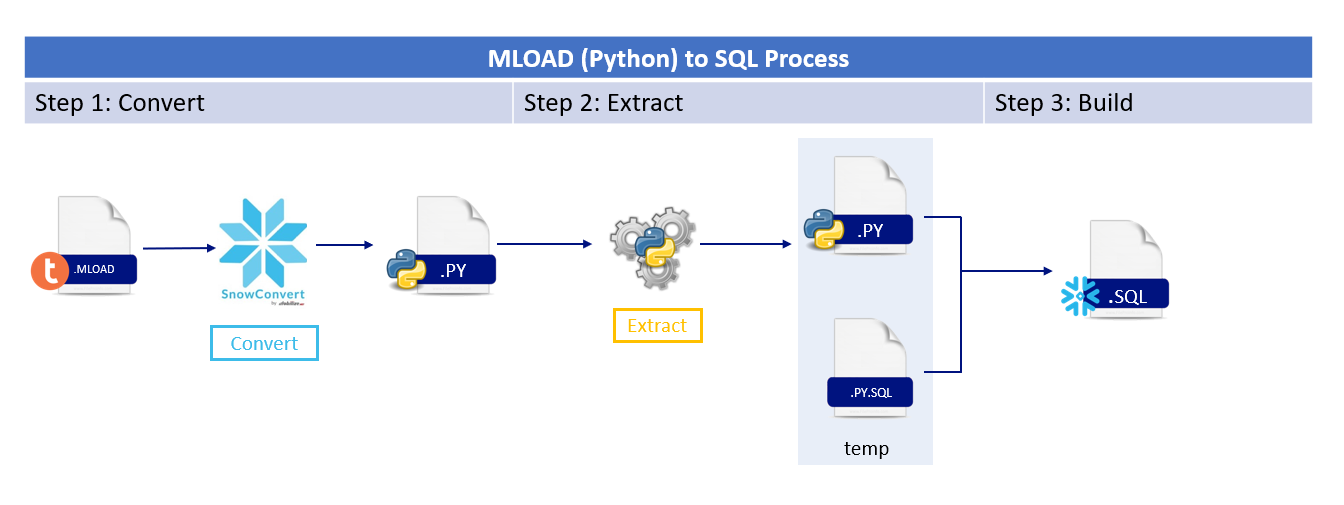 MLOAD (Python) to SQL Process
Step 1: Convert
Step 2: Extract
Step 3: Build
t
.MLOAD
SnowConvert
by
Convert
.PY
Extract
.PY
.PY.SQL
temp
.SQL